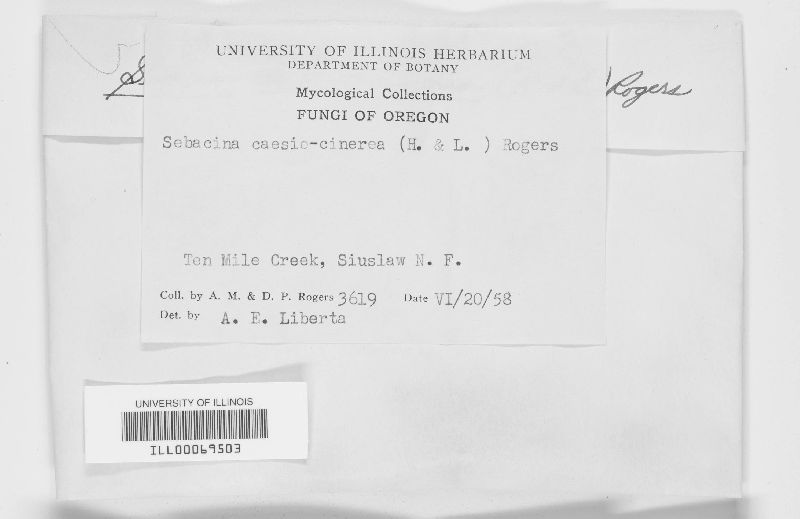 UNIVERSITY OF ILLINOIS HERBARIUM
DEPARTMENT OF BOTANY
Mycological Collections
FUNGI OF OREGON
Rogers
Sebacina caesio-cinerea (H. & L. ) Rogers
Ten Mile Creek, Siuslaw N. F.
Coll. by A. M. & D. P. Rogers 3619 Date VI/20/58
Det. by A. E. Liberta
UNIVERSITY OF ILLINOIS
ILL00069503